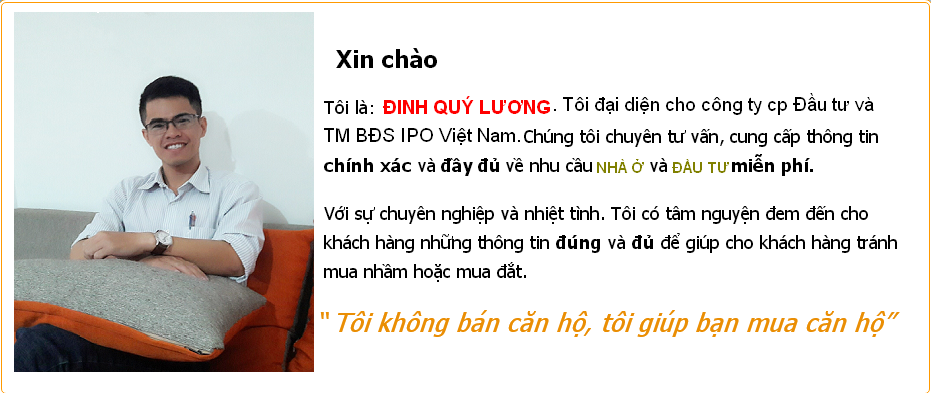 Xin chào
Tôi là: ĐINH QUÝ LƯƠNG. Tôi đại diện cho công ty cp Đầu tư và
TM BĐS IPO Việt Nam. Chúng tôi chuyên tư vấn, cung cấp thông tin
chính xác và đây đủ về nhu cầu NHÀ Ở và ĐẦU TƯ miễn phí.
Với sự chuyên nghiệp và nhiệt tình. Tôi có tâm nguyện đem đến cho
khách hàng những thông tin đúng và đủ để giúp cho khách hàng tránh
mua nhầm hoặc mua đắt.
“ Tôi không bán căn hộ, tôi giúp bạn mua căn hộ”